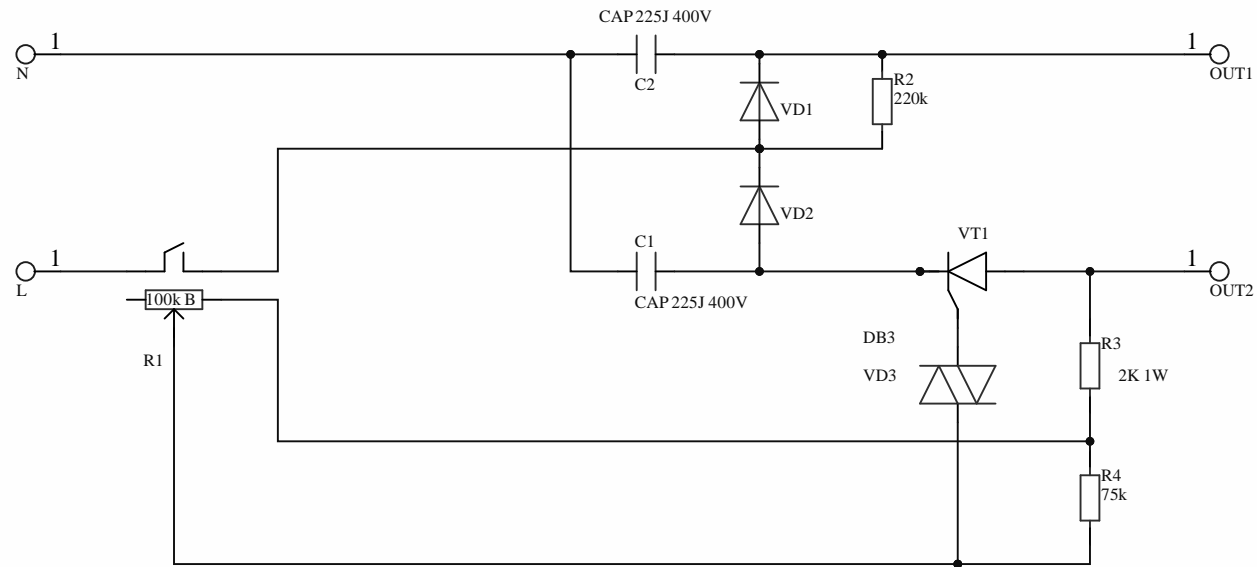 CAP 225J 400V
1
N
C2
1
OUT1
R2
220k
VD1
VD2
C1
VT1
1
L
1
OUT2
CAP 225J 400V
100k B
R1
DB3
VD3
R3
2K 1W
R4
75k